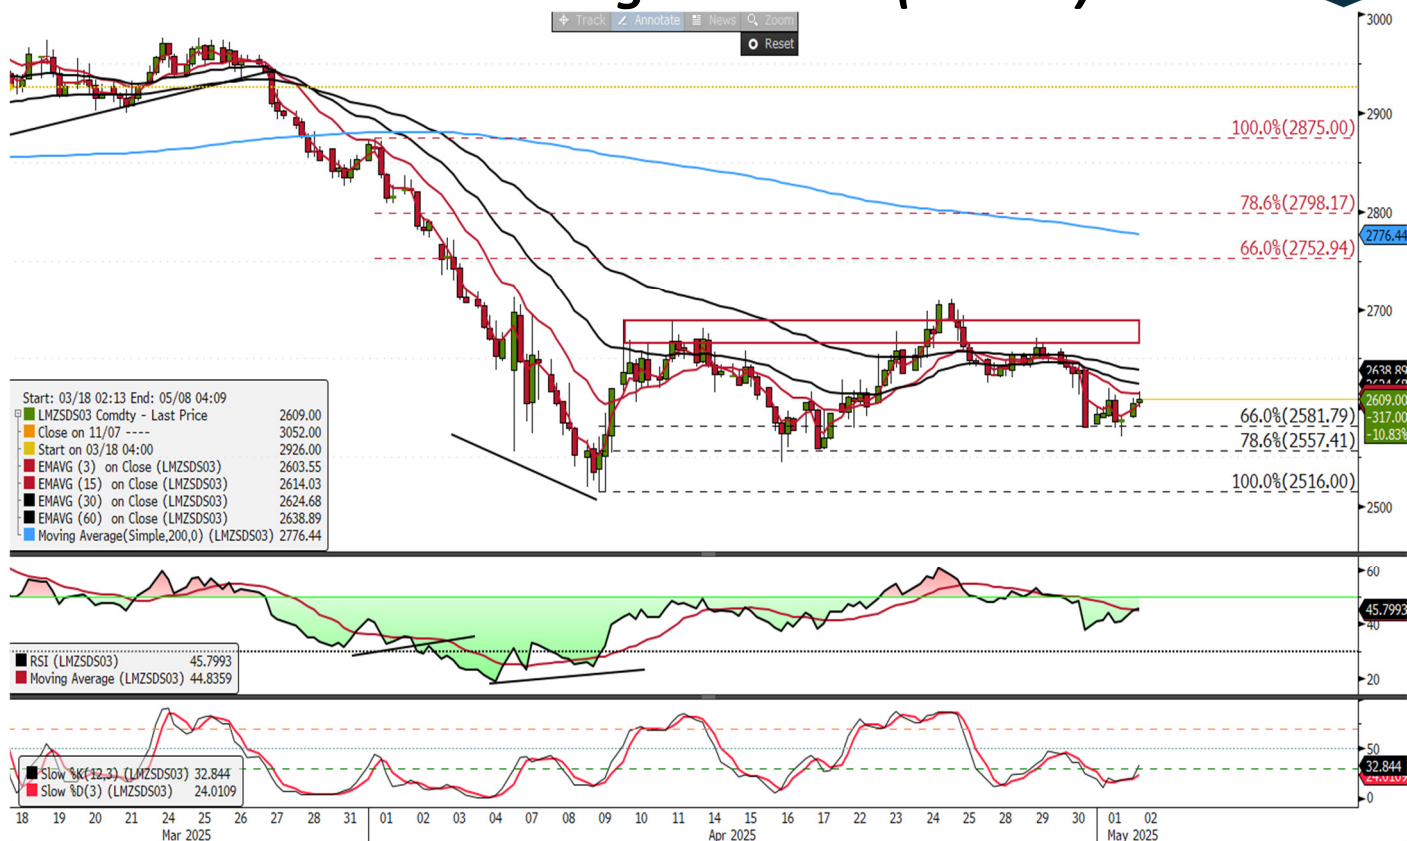 Track Annotate News Zoom
Reset
3000
2900
100.0%(2875.00)
78.6%(2798.17)
2800
2776.44
66.0%(2752.94)
2700
2638.89
2609.00
-317.00
-10.83%
66.0%(2581.79)
78.6%(2557.41)
100.0%(2516.00)
2500
Start: 03/18 02:13 End: 05/08 04:09
LMZSDS03 Comdty - Last Price 2609.00
Close on 11/07 ---- 3052.00
Start on 03/18 04:00 2926.00
EMAVG (3) on Close (LMZSDS03) 2603.55
EMAVG (15) on Close (LMZSDS03) 2614.03
EMAVG (30) on Close (LMZSDS03) 2624.68
EMAVG (60) on Close (LMZSDS03) 2638.89
Moving Average(Simple,200,0) (LMZSDS03) 2776.44
60
45.7993
40
20
RSI (LMZSDS03) 45.7993
Moving Average (LMZSDS03) 44.8359
50
32.844
24.0109
0
Slow %K(12,3) (LMZSDS03) 32.844
Slow %D(3) (LMZSDS03) 24.0109
18 19 20 21 24 25 26 27 28 31 01 02 03 04 07 08 09 10 11 14 15 16 17 22 23 24 25 28 29 30 01 02
Mar 2025 Apr 2025 May 2025